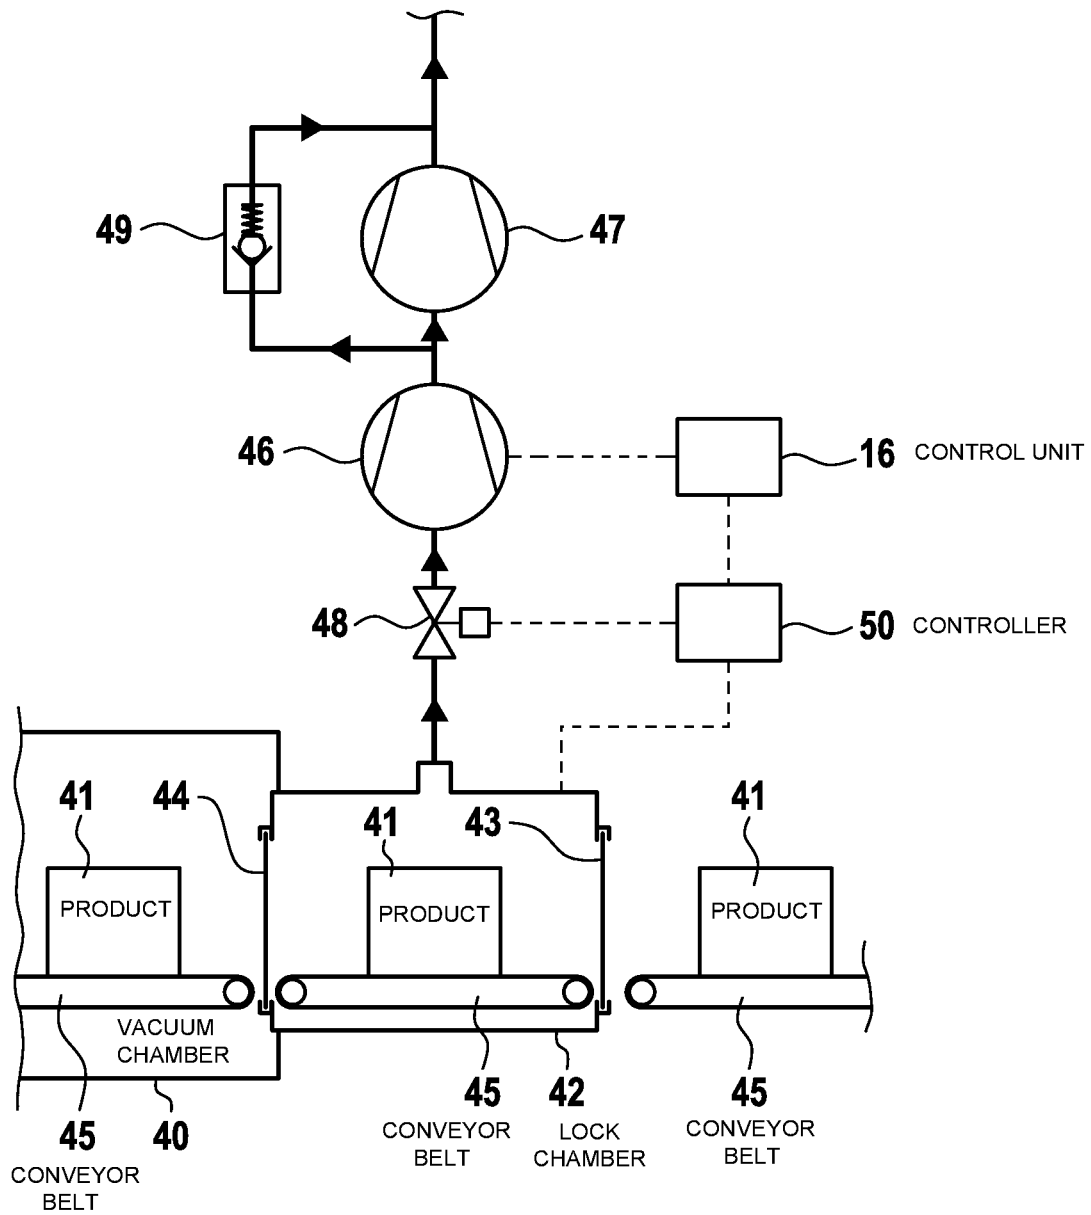 49
47
46
16 CONTROL UNIT
48
50 CONTROLLER
41
44
41
43
41
PRODUCT
PRODUCT
PRODUCT
VACUUM
CHAMBER
45
40
45
42
45
CONVEYOR
BELT
CONVEYOR
BELT
LOCK
CHAMBER
CONVEYOR
BELT